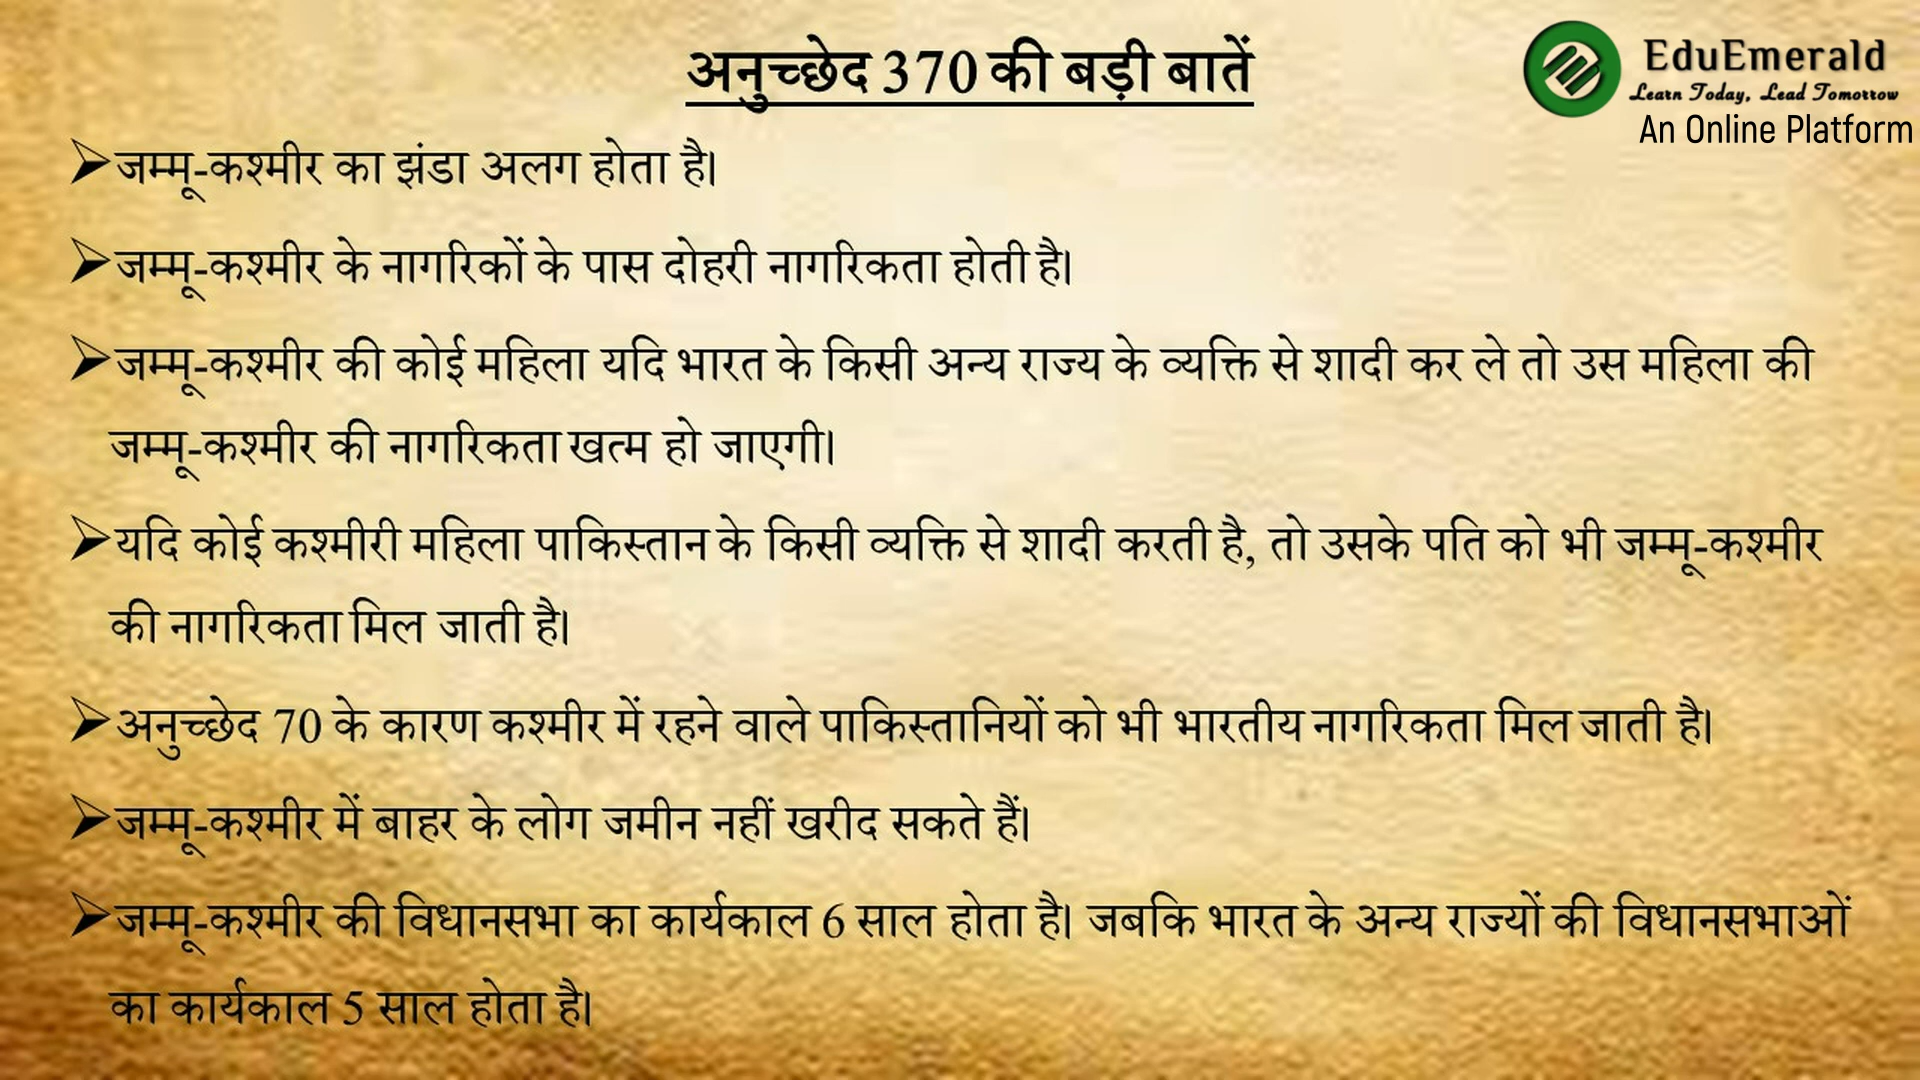 अनुच्छेद 370 की बड़ी बातें
EduEmerald
Learn Today, Lead Tomorrow
An Online Platform
➢जम्मू-कश्मीर का झंडा अलग होता है।
➢जम्मू-कश्मीर के नागरिकों के पास दोहरी नागरिकता होती है।
➢जम्मू-कश्मीर की कोई महिला यदि भारत के किसी अन्य राज्य के व्यक्ति से शादी कर ले तो उस महिला की
जम्मू-कश्मीर की नागरिकता खत्म हो जाएगी।
➢यदि कोई कश्मीरी महिला पाकिस्तान के किसी व्यक्ति से शादी करती है, तो उसके पति को भी जम्मू-कश्मीर
की नागरिकता मिल जाती है।
➢अनुच्छेद 70 के कारण कश्मीर में रहने वाले पाकिस्तानियों को भी भारतीय नागरिकता मिल जाती है।
➢जम्मू-कश्मीर में बाहर के लोग जमीन नहीं खरीद सकते हैं।
➢जम्मू-कश्मीर की विधानसभा का कार्यकाल 6 साल होता है। जबकि भारत के अन्य राज्यों की विधानसभाओं
का कार्यकाल 5 साल होता है।